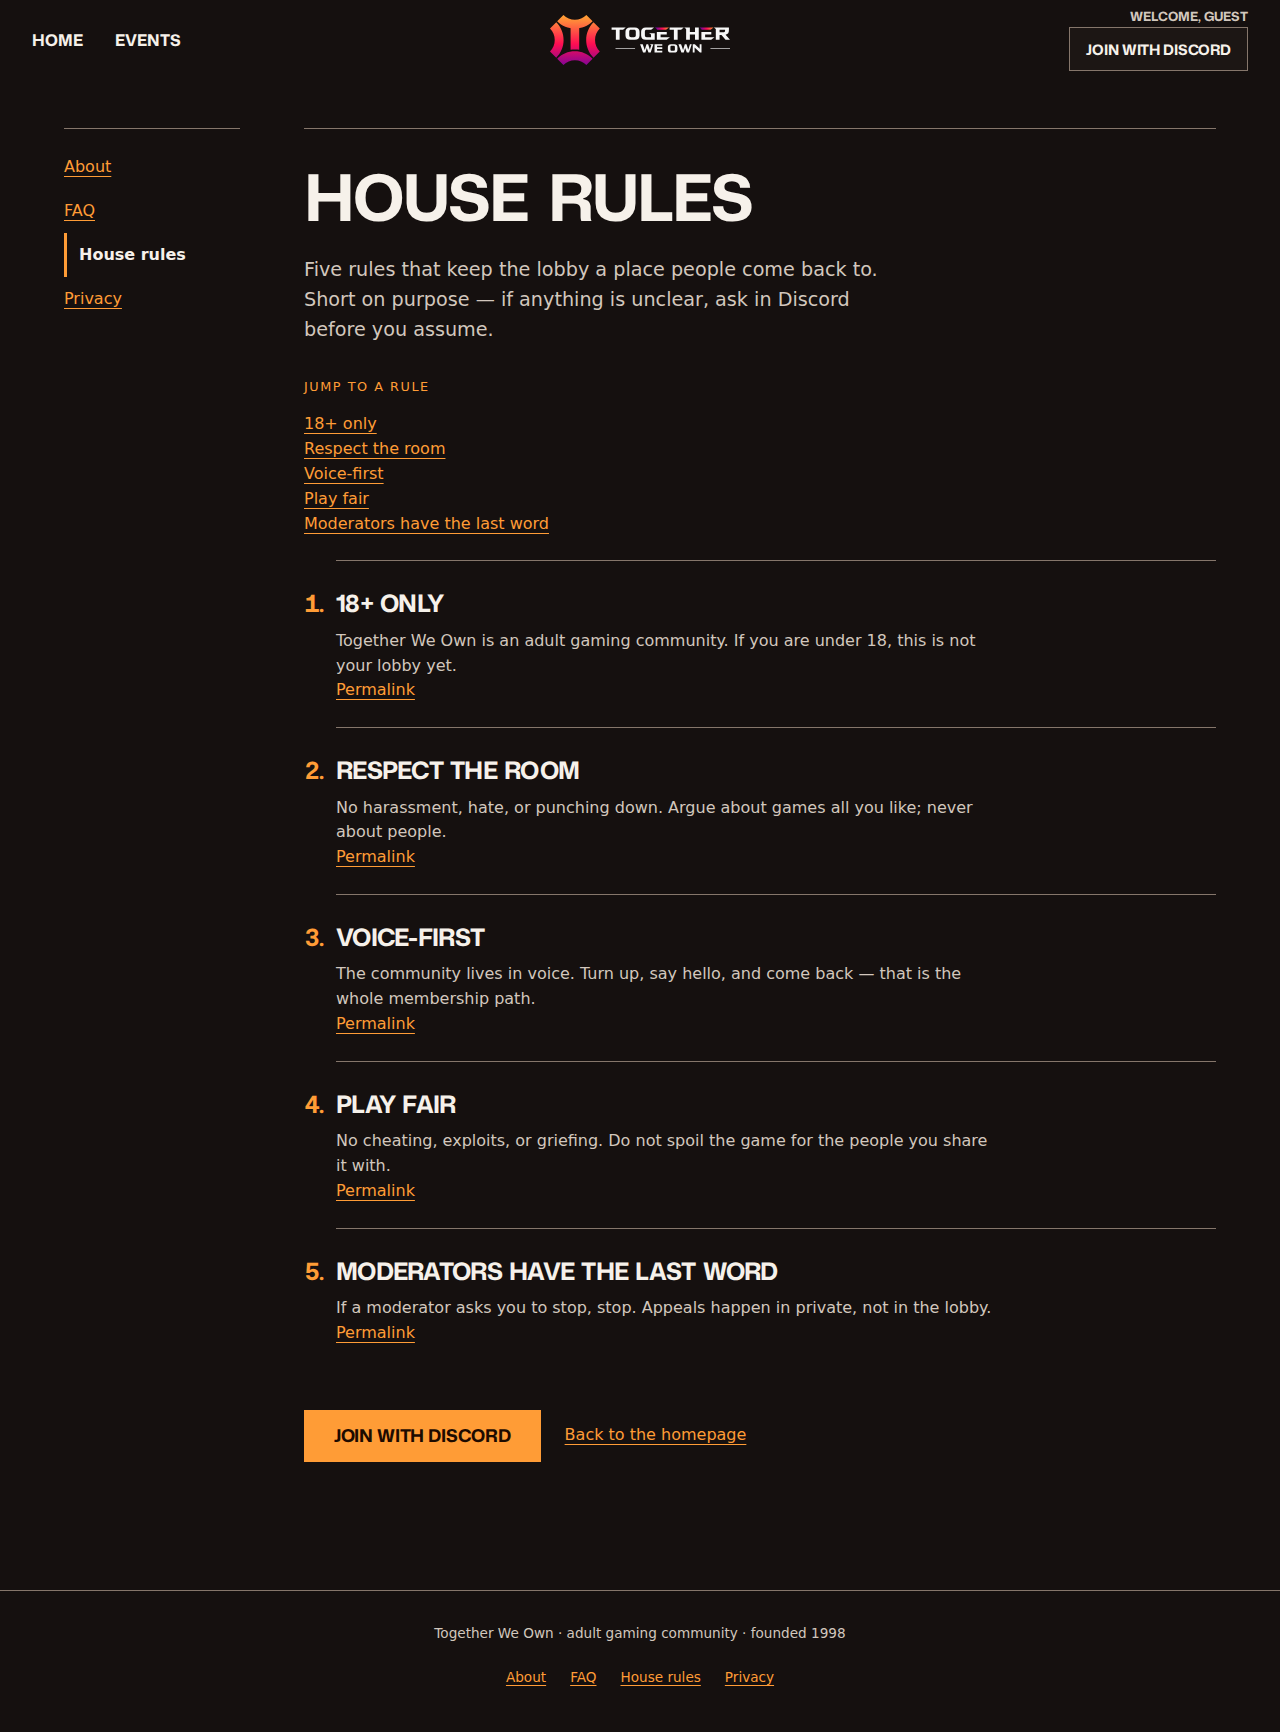 HOME
EVENTS
TOGETHER
WE OWN
WELCOME, GUEST
JOIN WITH DISCORD
About
FAQ
House rules
Privacy
HOUSE RULES
Five rules that keep the lobby a place people come back to.
Short on purpose — if anything is unclear, ask in Discord
before you assume.
JUMP TO A RULE
18+ only
Respect the room
Voice-first
Play fair
Moderators have the last word
1. 18+ ONLY
Together We Own is an adult gaming community. If you are under 18, this is not
your lobby yet.
Permalink
2. RESPECT THE ROOM
No harassment, hate, or punching down. Argue about games all you like; never
about people.
Permalink
3. VOICE-FIRST
The community lives in voice. Turn up, say hello, and come back — that is the
whole membership path.
Permalink
4. PLAY FAIR
No cheating, exploits, or griefing. Do not spoil the game for the people you share
it with.
Permalink
5. MODERATORS HAVE THE LAST WORD
If a moderator asks you to stop, stop. Appeals happen in private, not in the lobby.
Permalink
JOIN WITH DISCORD
Back to the homepage
Together We Own · adult gaming community · founded 1998
About
FAQ
House rules
Privacy